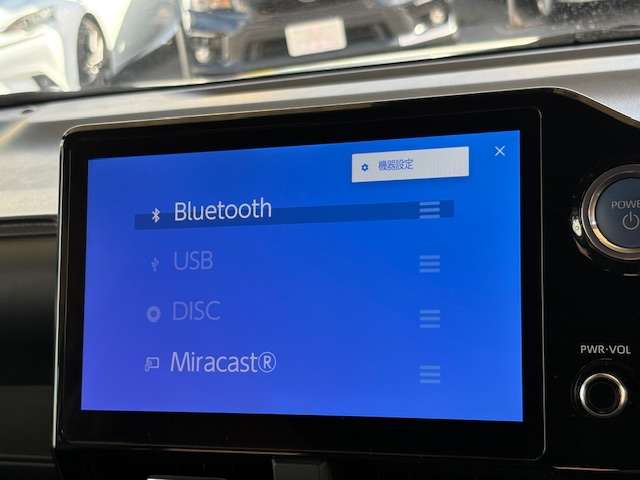 機器設定
Bluetooth
USB
DISC
Miracast®
POWER
PWR·VOL